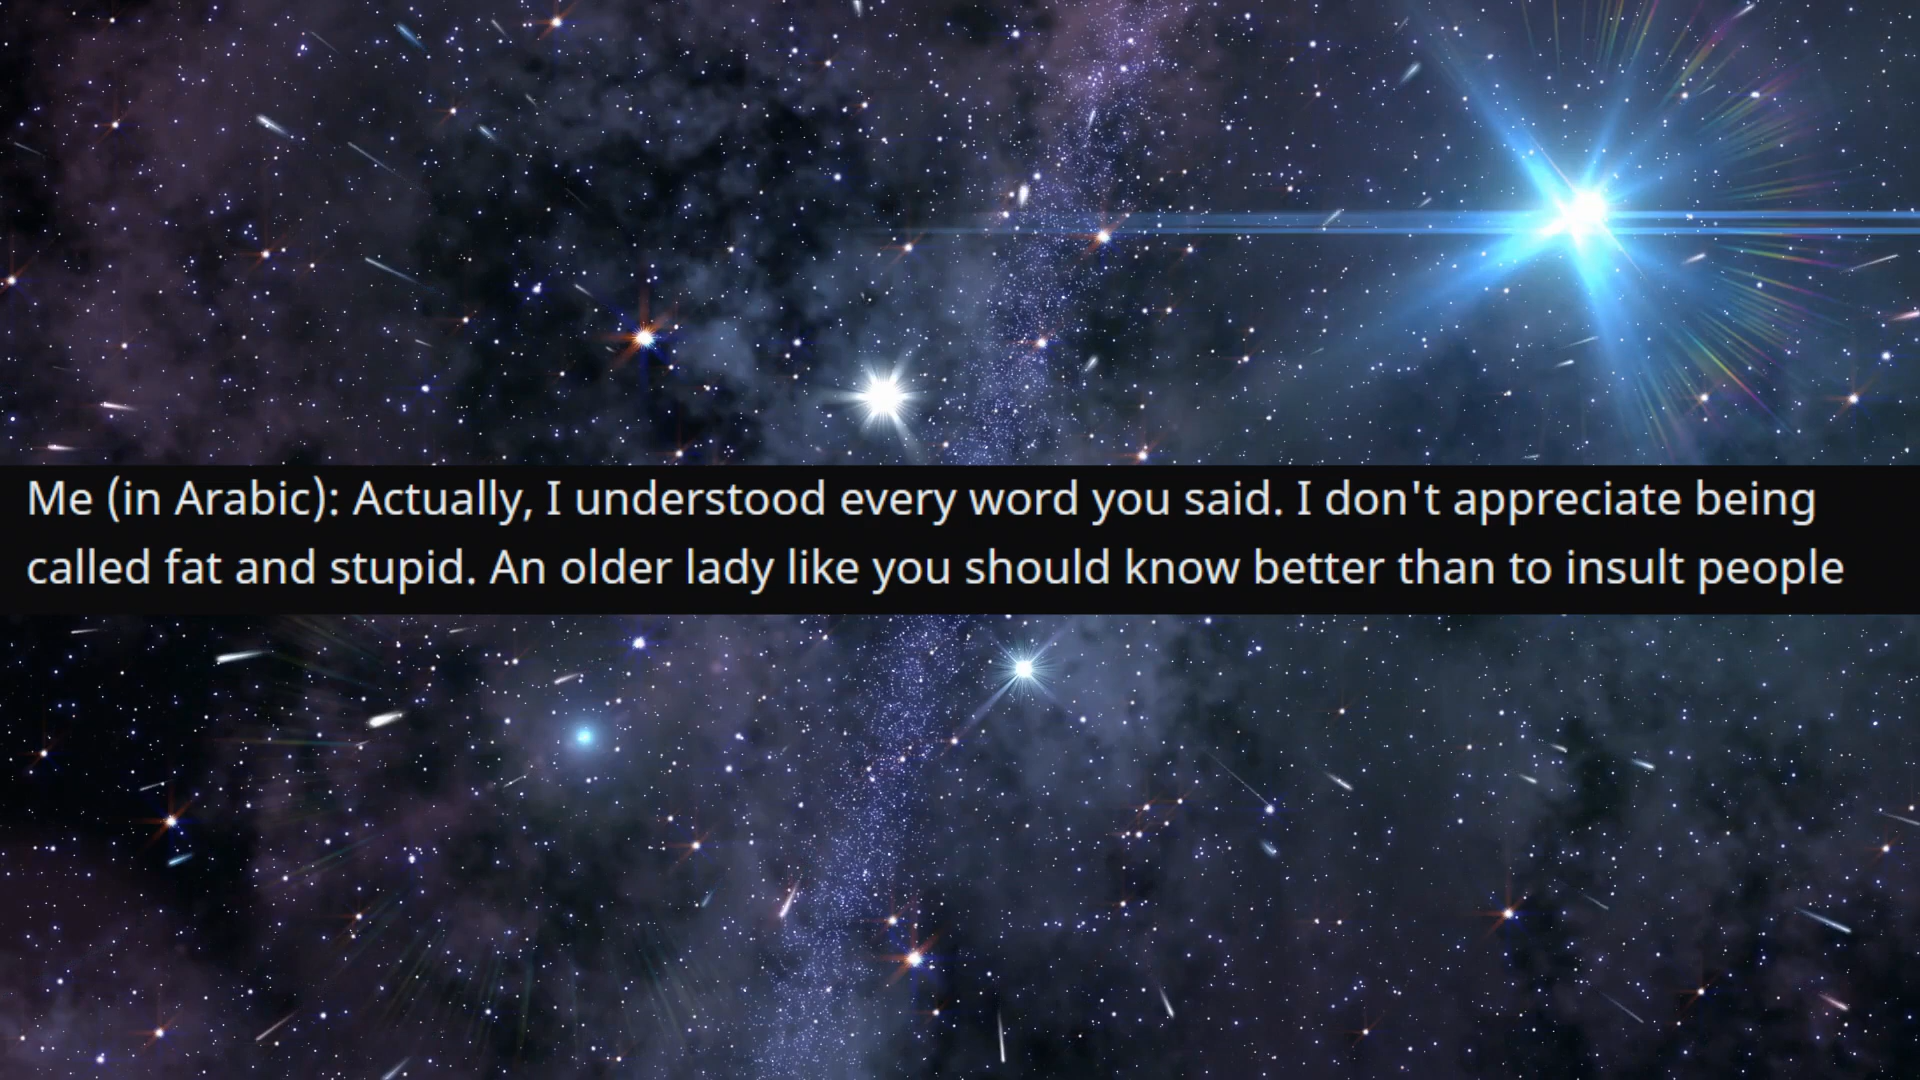 Me (in Arabic): Actually, I understood every word you said. I don't appreciate being
called fat and stupid. An older lady like you should know better than to insult people